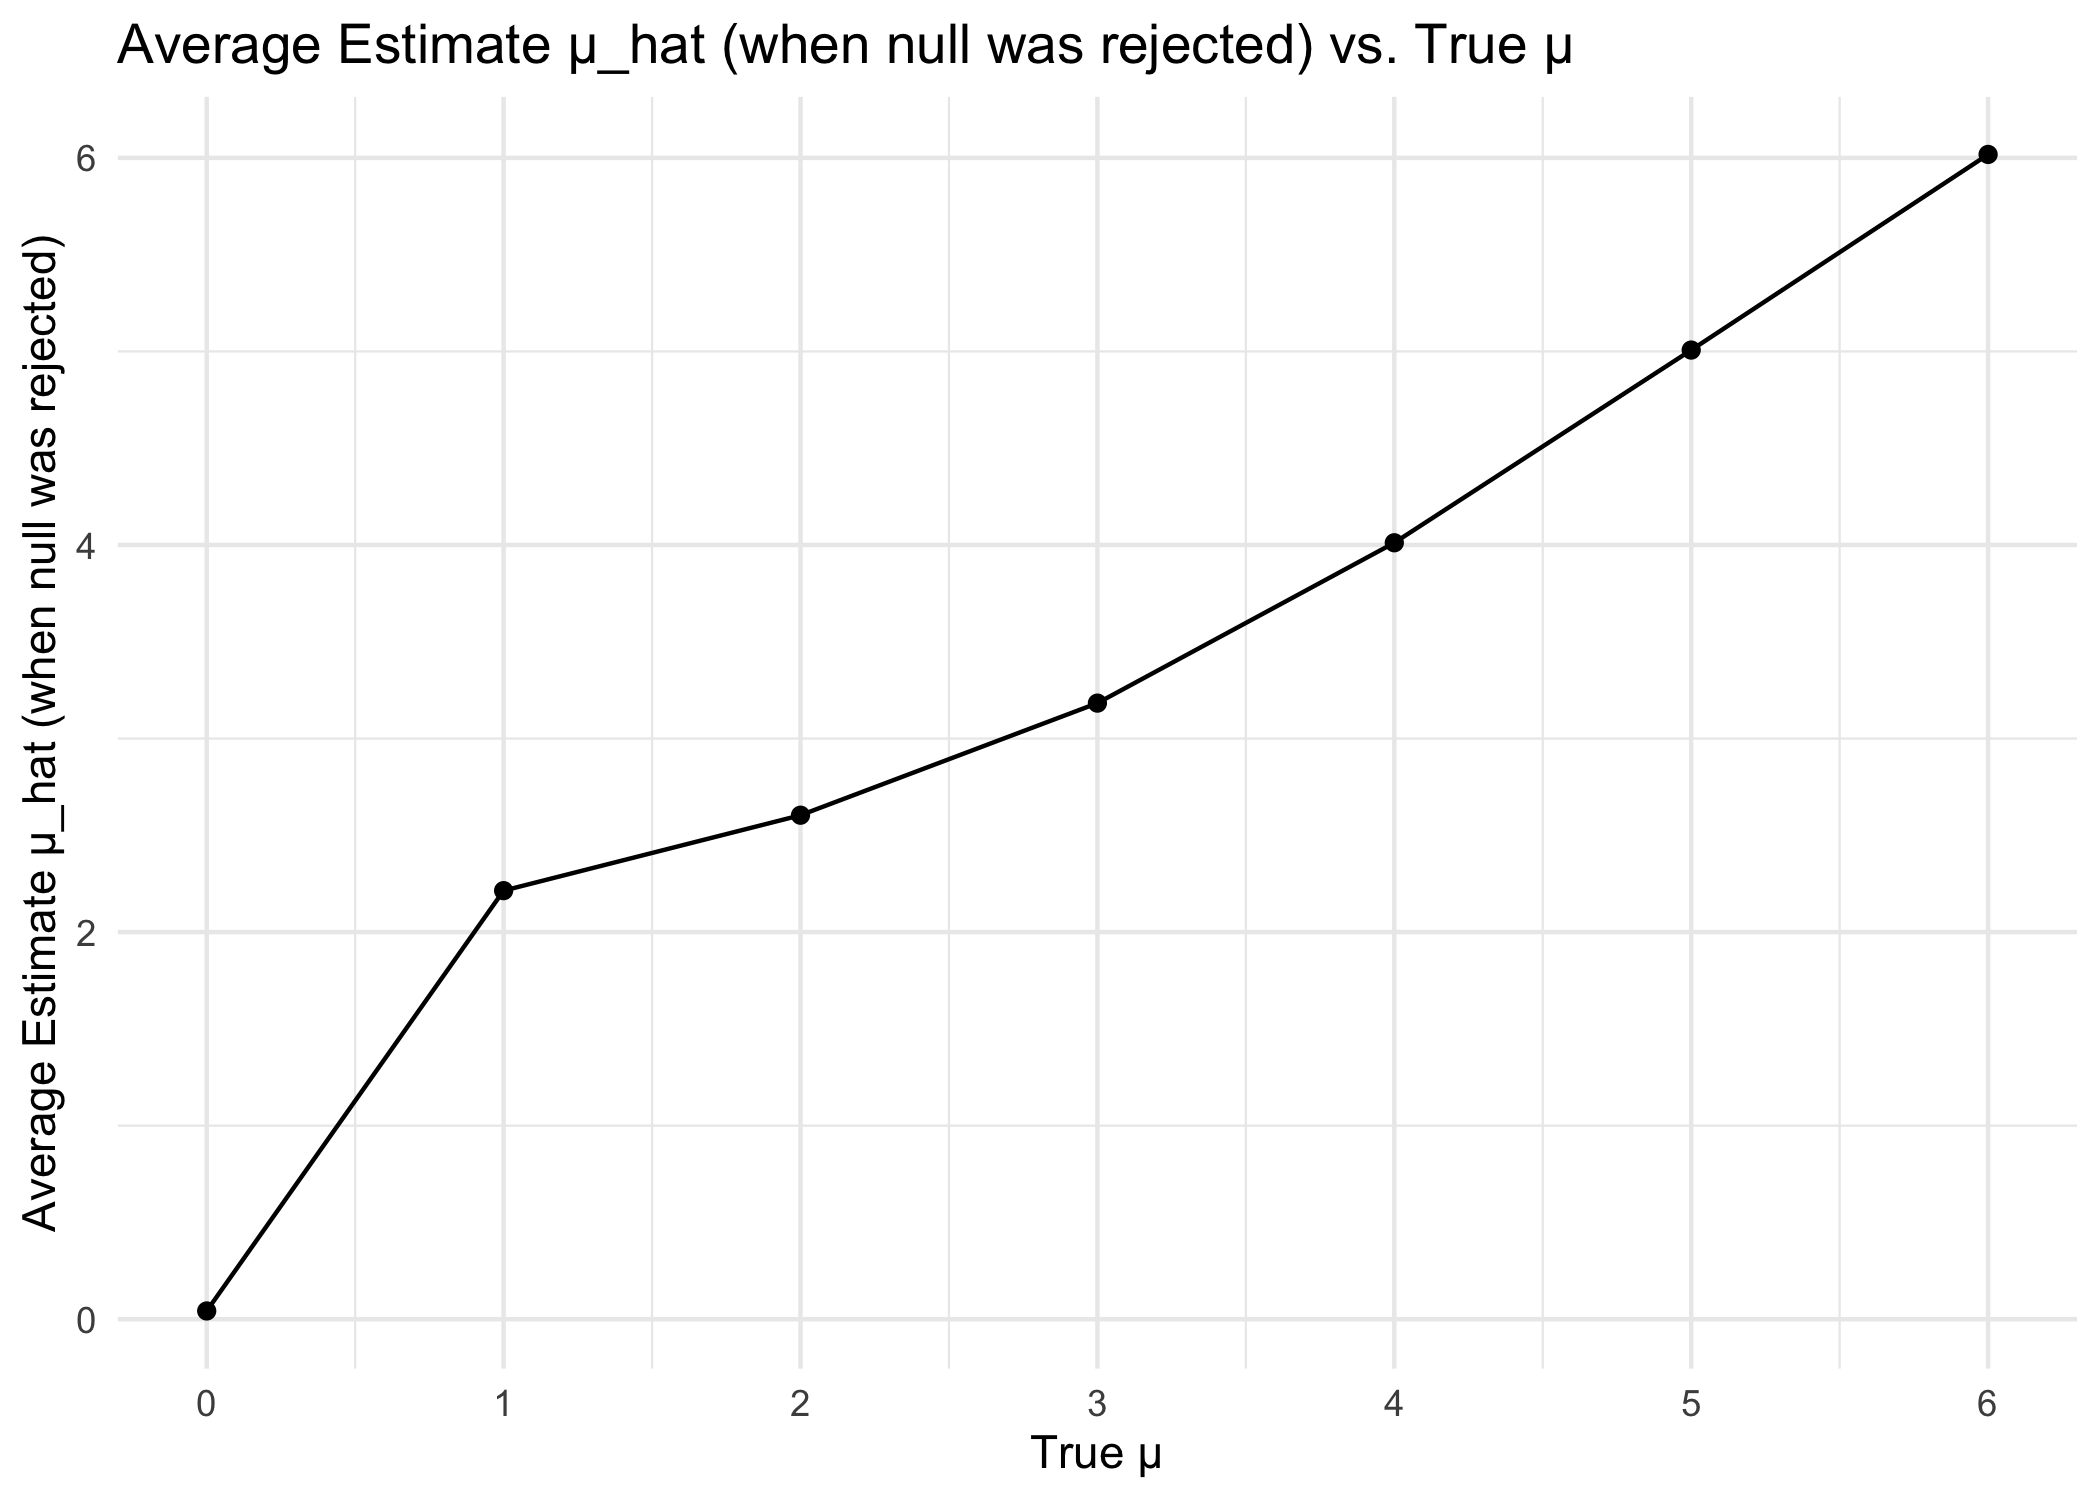 Average Estimate μ_hat (when null was rejected) vs. True μ
Average Estimate μ_hat (when null was rejected)
6
4
2
0
0 1 2 3 4 5 6
True μ